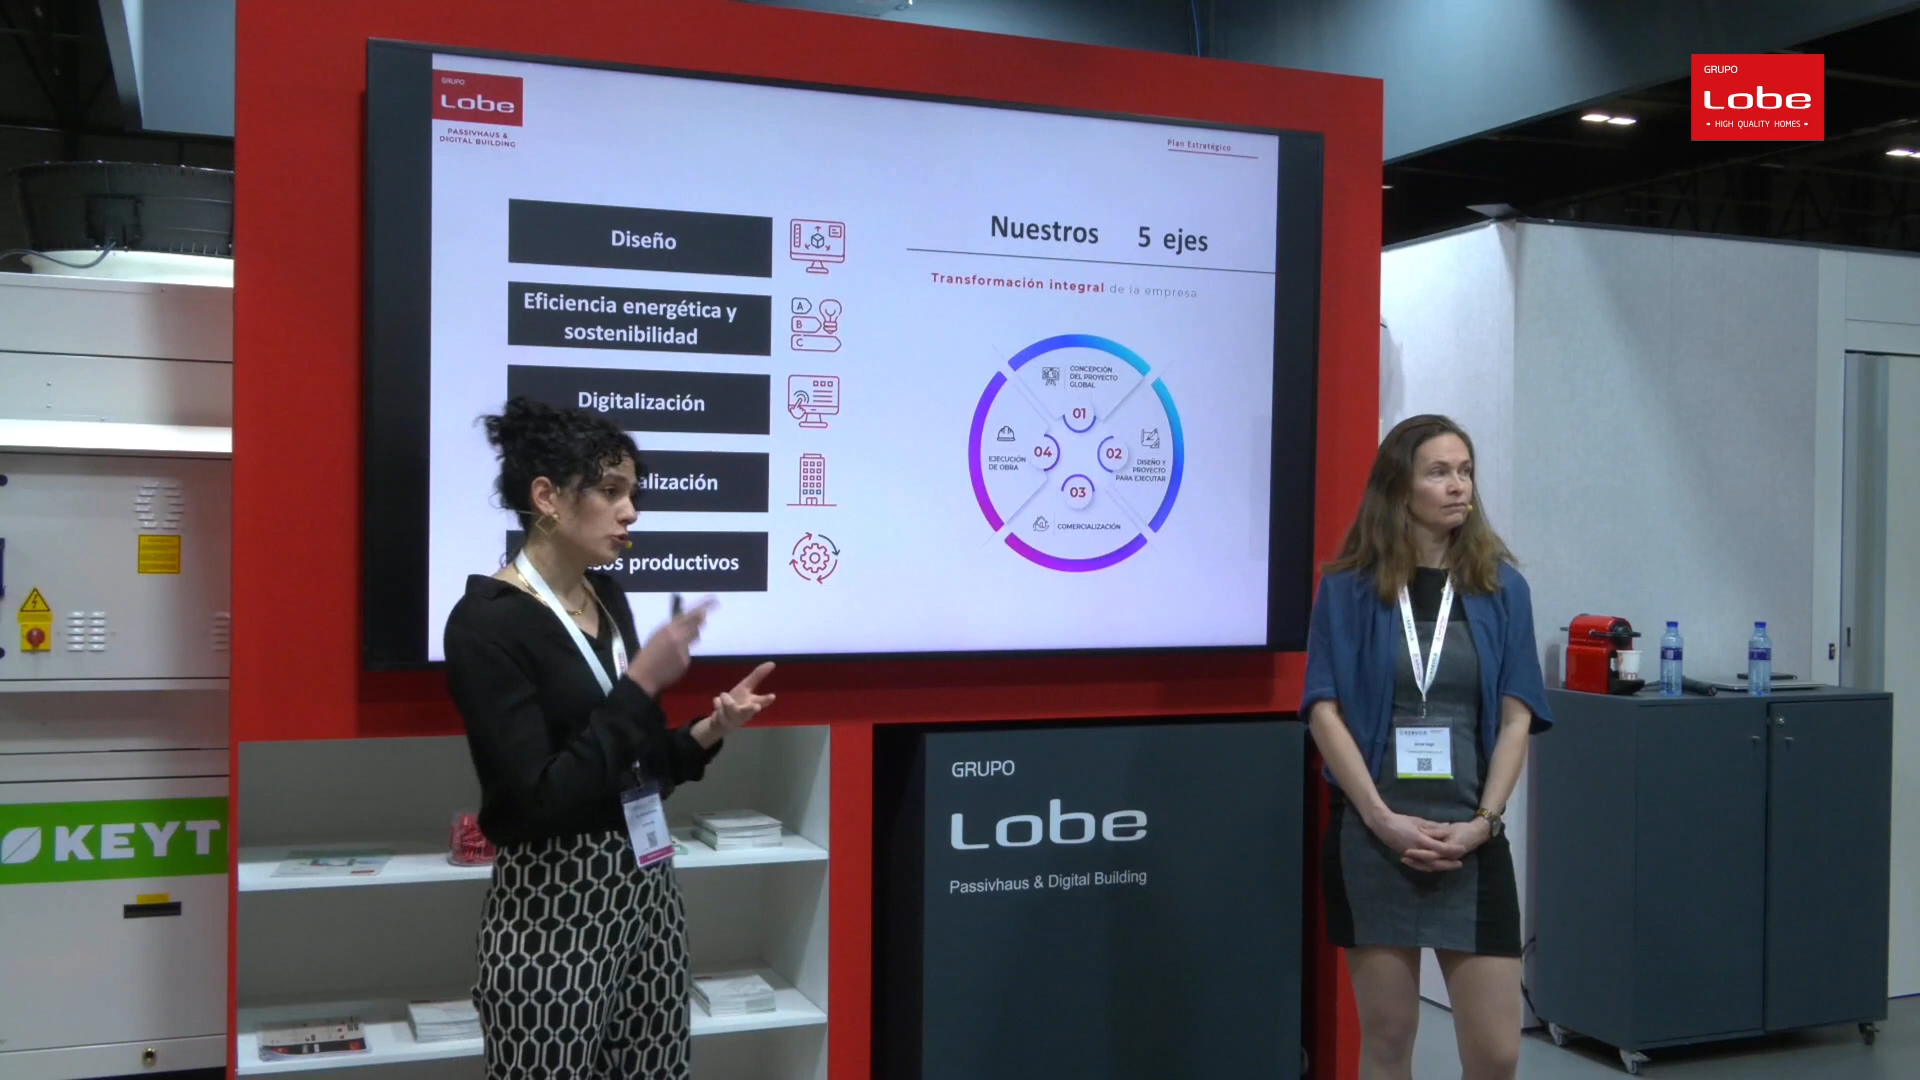 GRUPO
Lobe
• HIGH QUALITY HOMES •
GRUPO
Lobe
PASSIVHAUS &
DIGITAL BUILDING
Plan Estratégico
Diseño
Eficiencia energética y
sostenibilidad
Digitalización
alización
sos productivos
Nuestros 5 ejes
Transformación integral de la empresa
CONCEPCIÓN
DEL PROYECTO
GLOBAL
01
02
DISEÑO Y
PROYECTO
PARA EJECUTAR
03
COMERCIALIZACIÓN
04
EJECUCIÓN
DE OBRA
A
B
C
KEYT
GRUPO
Lobe
Passivhaus & Digital Building